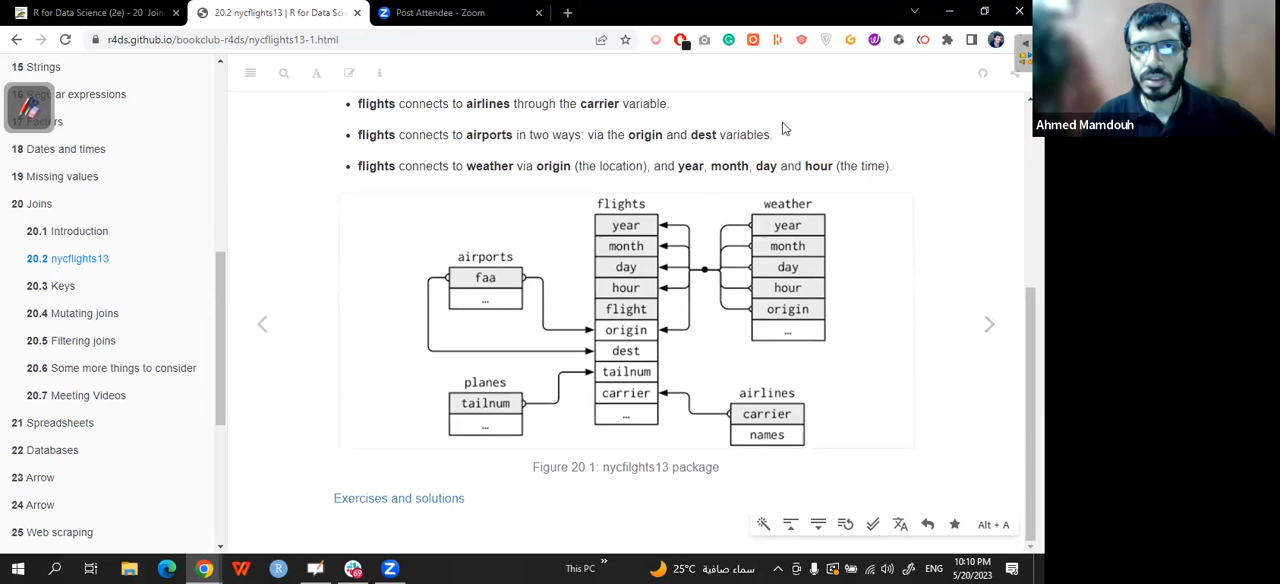 R for Data Science (2e) - 20 Join
20.2 nycflights13 | R for Data Sci
Post Attendee - Zoom
r4ds.github.io/bookclub-r4ds/nycflights13-1.html
15 Strings
ar expressions
18 Dates and times
19 Missing values
20 Joins
20.1 Introduction
20.2 nycflights13
20.3 Keys
20.4 Mutating joins
20.5 Filtering joins
20.6 Some more things to consider
20.7 Meeting Videos
21 Spreadsheets
22 Databases
23 Arrow
24 Arrow
25 Web scraping
• flights connects to airlines through the carrier variable.
• flights connects to airports in two ways: via the origin and dest variables.
• flights connects to weather via origin (the location), and year, month, day and hour (the time).
airports
faa
...
planes
tailnum
...
flights
year
month
day
hour
flight
origin
dest
tailnum
carrier
...
weather
year
month
day
hour
origin
...
airlines
carrier
names
Figure 20.1: nycfilghts13 package
Exercises and solutions
Alt + A
Ahmed Mamdouh
This PC
25°C سماء صافية
ENG
10:10 PM
5/20/2023